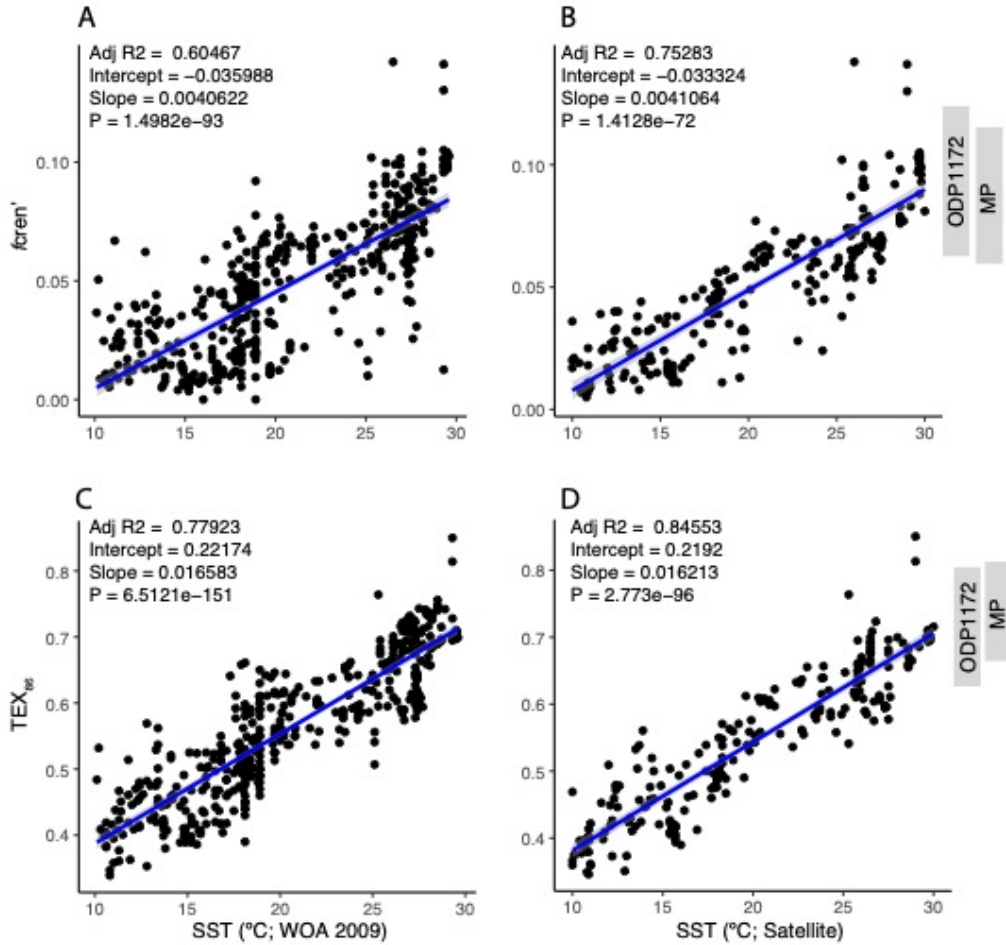 A
Adj R2 = 0.60467
Intercept = −0.035988
Slope = 0.0040622
P = 1.4982e−93
fcren'
0.10
0.05
0.00
10 15 20 25 30
B
Adj R2 = 0.75283
Intercept = −0.033324
Slope = 0.0041064
P = 1.4128e−72
0.10
0.05
0.00
10 15 20 25 30
ODP1172
MP
C
Adj R2 = 0.77923
Intercept = 0.22174
Slope = 0.016583
P = 6.5121e−151
TEX₈₆
0.8
0.7
0.6
0.5
0.4
10 15 20 25 30
SST (ºC; WOA 2009)
D
Adj R2 = 0.84553
Intercept = 0.2192
Slope = 0.016213
P = 2.773e−96
0.8
0.7
0.6
0.5
0.4
10 15 20 25 30
SST (ºC; Satellite)
ODP1172
MP